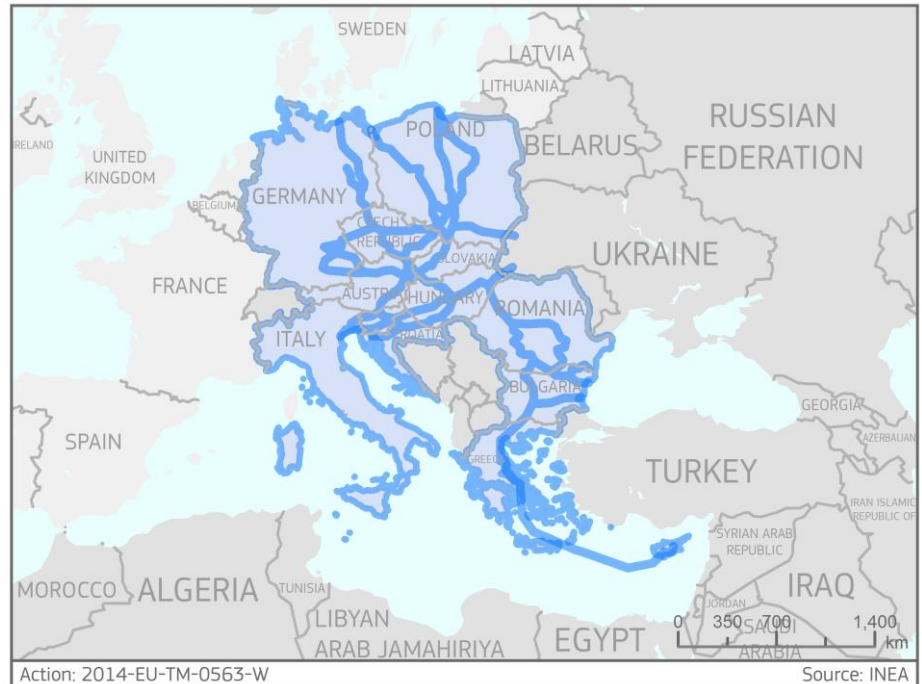 SWEDEN
LATVIA
LITHUANIA
RUSSIAN
FEDERATION
IRELAND
UNITED
KINGDOM
POLAND
BELARUS
BELGIUM
GERMANY
CZECH
REPUBLIC
UKRAINE
SLOVAKIA
FRANCE
AUSTRIA
HUNGARY
ROMANIA
ITALY
CROATIA
BULGARIA
GEORGIA
AZERBAIJAN
SPAIN
GREECE
TURKEY
IRAN ISLAMIC
REPUBLIC OF
SYRIAN ARAB
REPUBLIC
MOROCCO
ALGERIA
TUNISIA
IRAQ
JORDAN
LIBYAN
ARAB JAMAHIRIYA
EGYPT
SAUDI
ARABIA
0 350 700 1,400
km
Action: 2014-EU-TM-0563-W
Source: INEA